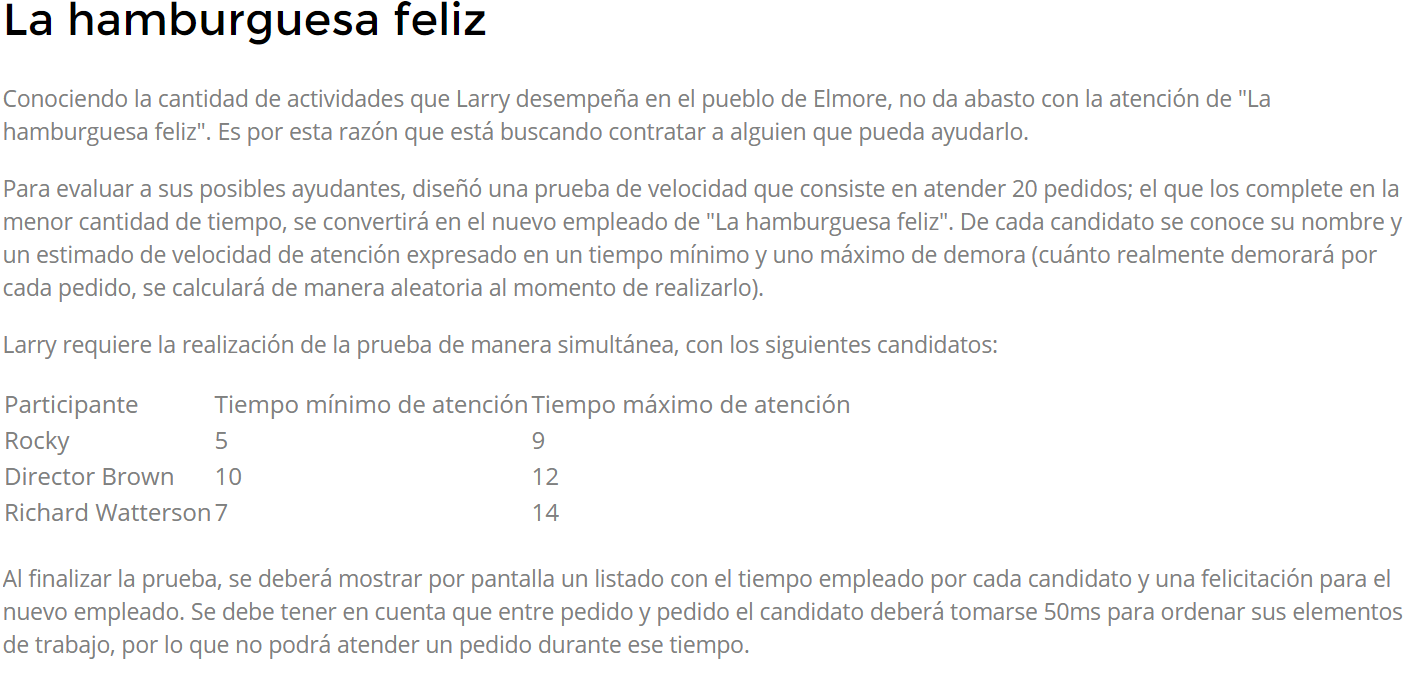 La hamburguesa feliz
Conociendo la cantidad de actividades que Larry desempeña en el pueblo de Elmore, no da abasto con la atención de "La
hamburguesa feliz". Es por esta razón que está buscando contratar a alguien que pueda ayudarlo.
Para evaluar a sus posibles ayudantes, diseñó una prueba de velocidad que consiste en atender 20 pedidos; el que los complete en la
menor cantidad de tiempo, se convertirá en el nuevo empleado de "La hamburguesa feliz". De cada candidato se conoce su nombre y
un estimado de velocidad de atención expresado en un tiempo mínimo y uno máximo de demora (cuánto realmente demorará por
cada pedido, se calculará de manera aleatoria al momento de realizarlo).
Larry requiere la realización de la prueba de manera simultánea, con los siguientes candidatos:
Participante Tiempo mínimo de atención Tiempo máximo de atención
Rocky 5 9
Director Brown 10 12
Richard Watterson 7 14
Al finalizar la prueba, se deberá mostrar por pantalla un listado con el tiempo empleado por cada candidato y una felicitación para el
nuevo empleado. Se debe tener en cuenta que entre pedido y pedido el candidato deberá tomarse 50ms para ordenar sus elementos
de trabajo, por lo que no podrá atender un pedido durante ese tiempo.